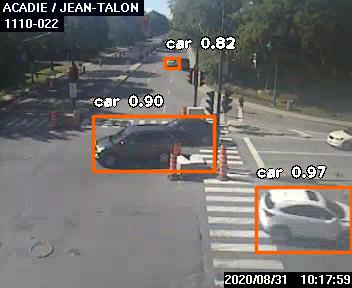 ACADIE / JEAN-TALON
1110-022
car 0.82
car 0.90
car 0.97
2020/08/31 10:17:59